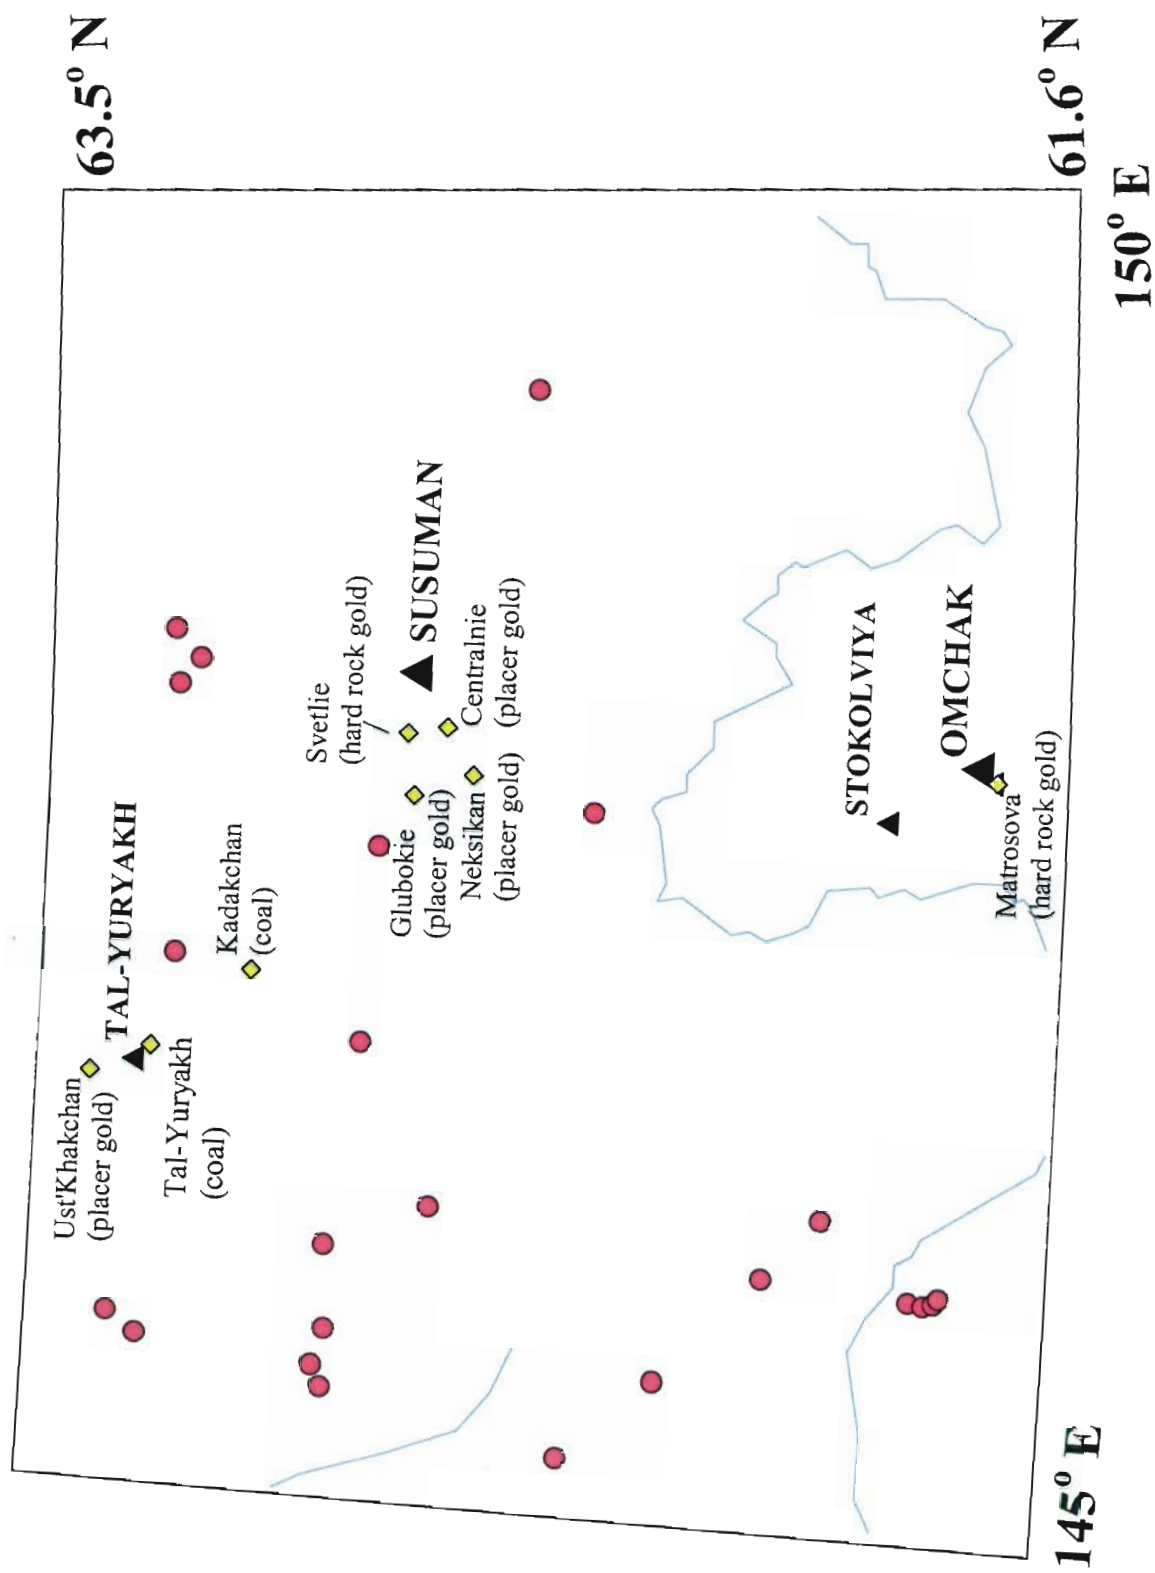 63.5° N
61.6° N
150° E
145° E
Ust'Khakchan
(placer gold)
TAL-YURYAKH
Tal-Yuryakh
(coal)
Kadakchan
(coal)
Svetlie
(hard rock gold)
SUSUMAN
Glubokie
(placer gold)
Centralnie
(placer gold)
Neksikan
(placer gold)
STOKOLVIYA
OMCHAK
Matrosova
(hard rock gold)